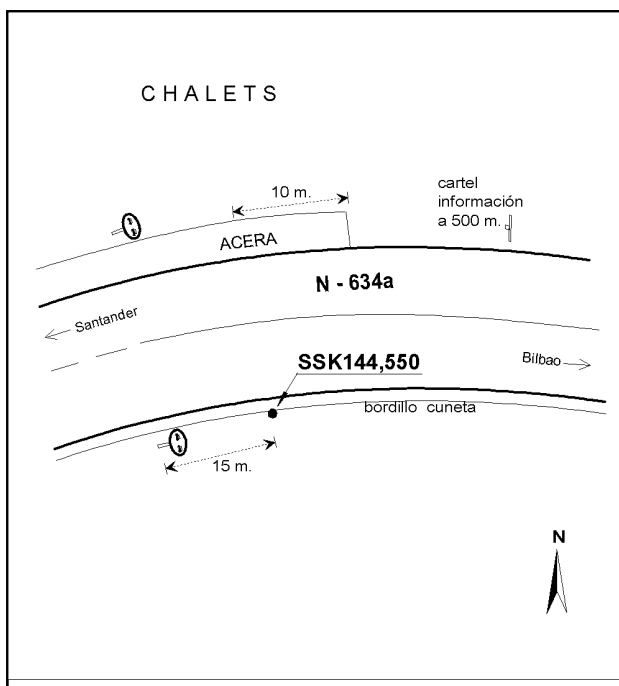 CHALETS
10 m.
cartel
información
a 500 m.
ACERA
N - 634a
Santander
SSK144,550
Bilbao
bordillo cuneta
15 m.
N